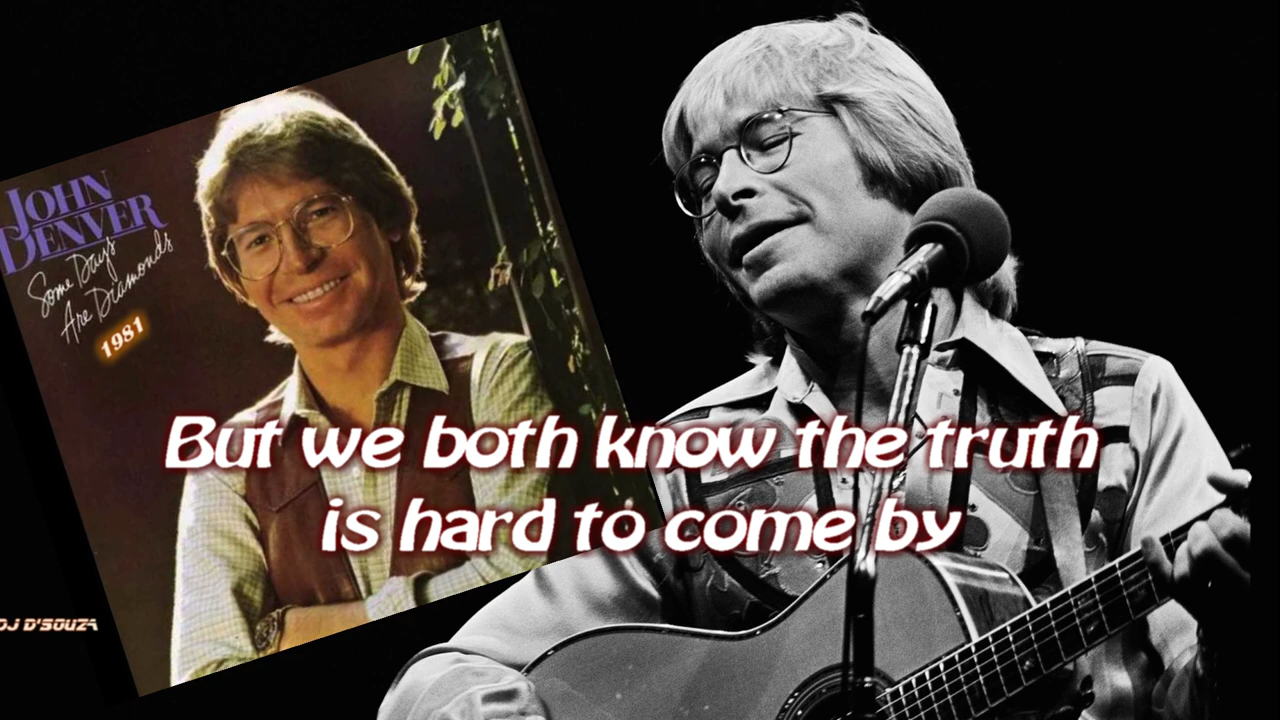 JOHN
DENVER
Some Days
Are Diamonds
1981
But we both know the truth
is hard to come by
DJ D'SOUZA